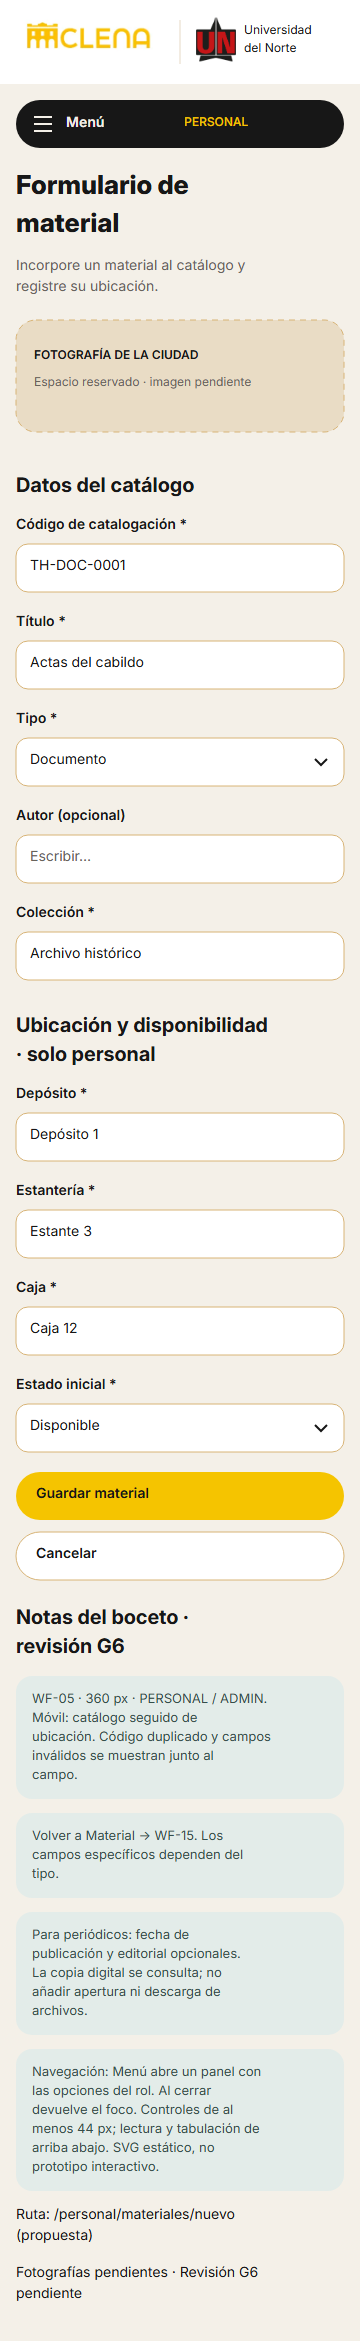 CLENA
UN
Universidad
del Norte
Menú
PERSONAL
Formulario de
material
Incorpore un material al catálogo y
registre su ubicación.
FOTOGRAFÍA DE LA CIUDAD
Espacio reservado · imagen pendiente
Datos del catálogo
Código de catalogación *
TH-DOC-0001
Título *
Actas del cabildo
Tipo *
Documento
Autor (opcional)
Escribir...
Colección *
Archivo histórico
Ubicación y disponibilidad
· solo personal
Depósito *
Depósito 1
Estantería *
Estante 3
Caja *
Caja 12
Estado inicial *
Disponible
Guardar material
Cancelar
Notas del boceto ·
revisión G6
WF-05 · 360 px · PERSONAL / ADMIN.
Móvil: catálogo seguido de
ubicación. Código duplicado y campos
inválidos se muestran junto al
campo.
Volver a Material → WF-15. Los
campos específicos dependen del
tipo.
Para periódicos: fecha de
publicación y editorial opcionales.
La copia digital se consulta; no
añadir apertura ni descarga de
archivos.
Navegación: Menú abre un panel con
las opciones del rol. Al cerrar
devuelve el foco. Controles de al
menos 44 px; lectura y tabulación de
arriba abajo. SVG estático, no
prototipo interactivo.
Ruta: /personal/materiales/nuevo
(propuesta)
Fotografías pendientes · Revisión G6
pendiente